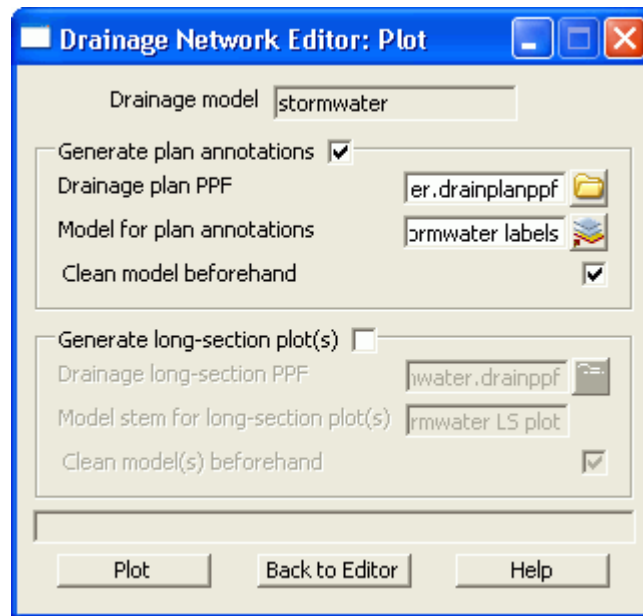 Drainage Network Editor: Plot
Drainage model stormwater
Generate plan annotations
Drainage plan PPF er.drainplanppf
Model for plan annotations ormwater labels
Clean model beforehand
Generate long-section plot(s)
Drainage long-section PPF nwater.drainppf
Model stem for long-section plot(s) rmwater LS plot
Clean model(s) beforehand
Plot Back to Editor Help